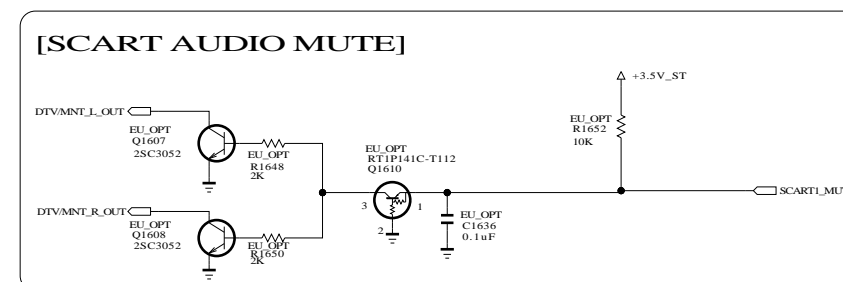 [SCART AUDIO MUTE]
+3.5V_ST
DTV/MNT_L_OUT
EU_OPT
Q1607
2SC3052
EU_OPT
R1648
2K
EU_OPT
RT1P141C-T112
Q1610
EU_OPT
R1652
10K
3
1
2
SCART1_MU
DTV/MNT_R_OUT
EU_OPT
Q1608
2SC3052
EU_OPT
R1650
2K
EU_OPT
C1636
0.1uF